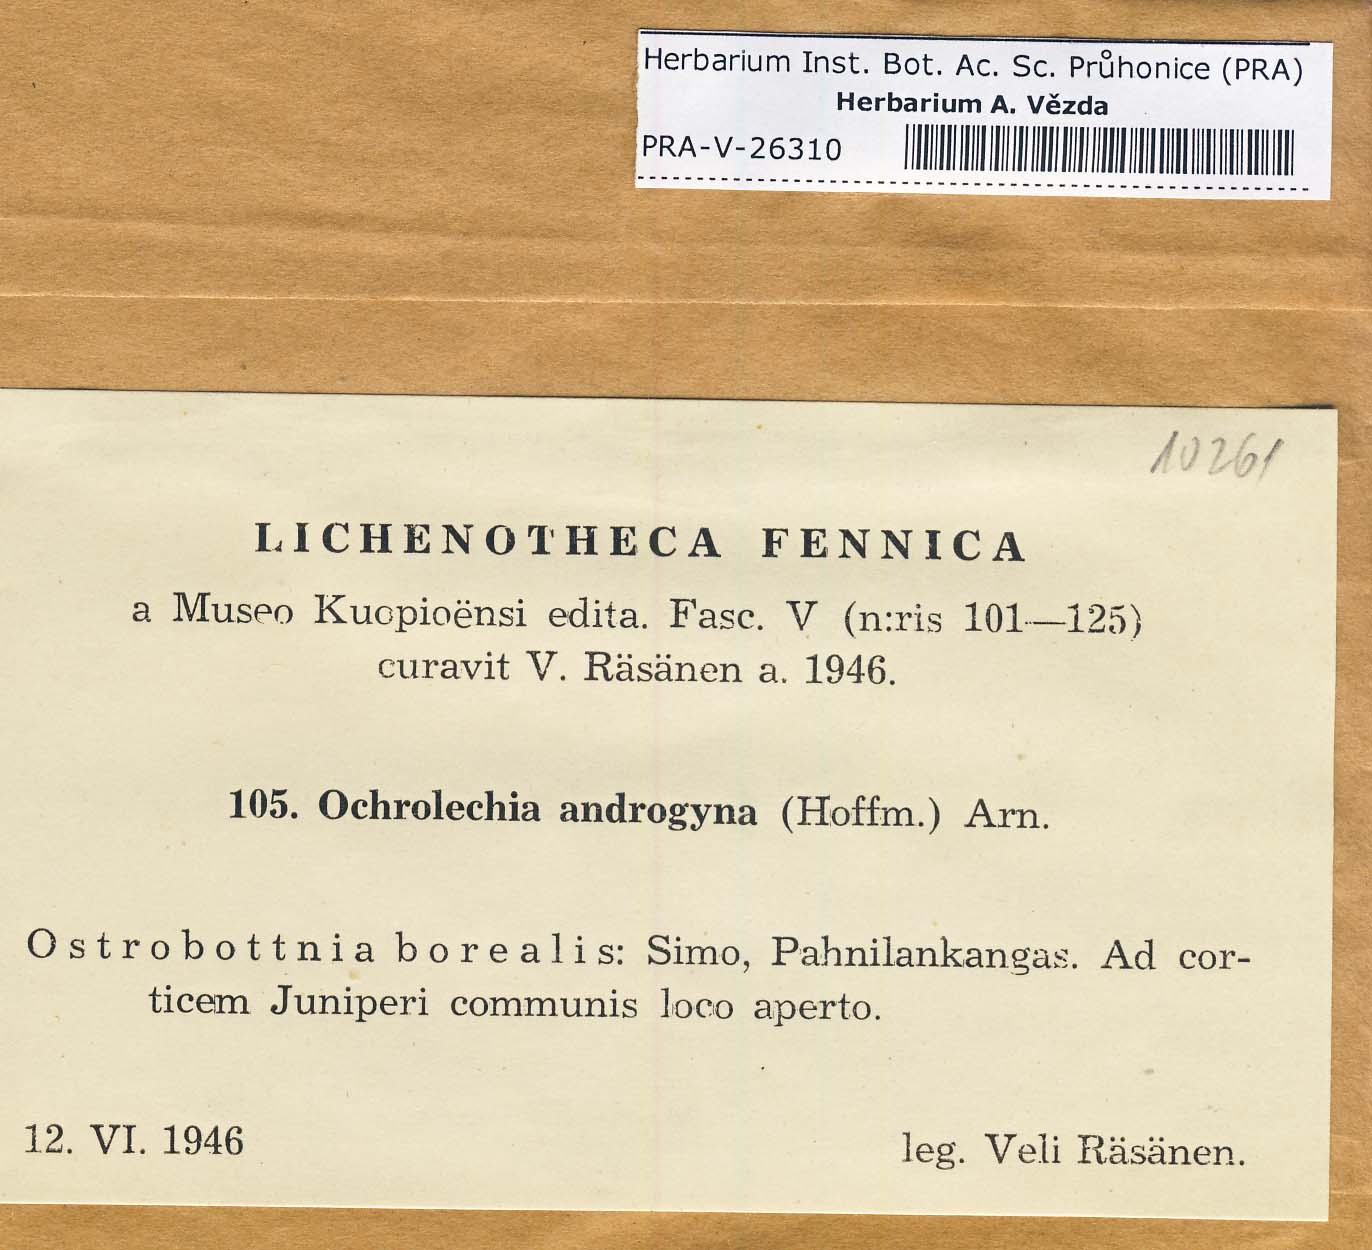 Herbarium Inst. Bot. Ac. Sc. Průhonice (PRA)
Herbarium A. Vězda
PRA-V-26310
10261
LICHENOTHECA FENNICA
a Museo Kuopioënsi edita. Fasc. V (n:ris 101—125)
curavit V. Räsänen a. 1946.
105. Ochrolechia androgyna (Hoffm.) Arn.
Ostrobottnia borealis: Simo, Pahnilankangas. Ad cor-
ticem Juniperi communis loco aperto.
12. VI. 1946
leg. Veli Räsänen.